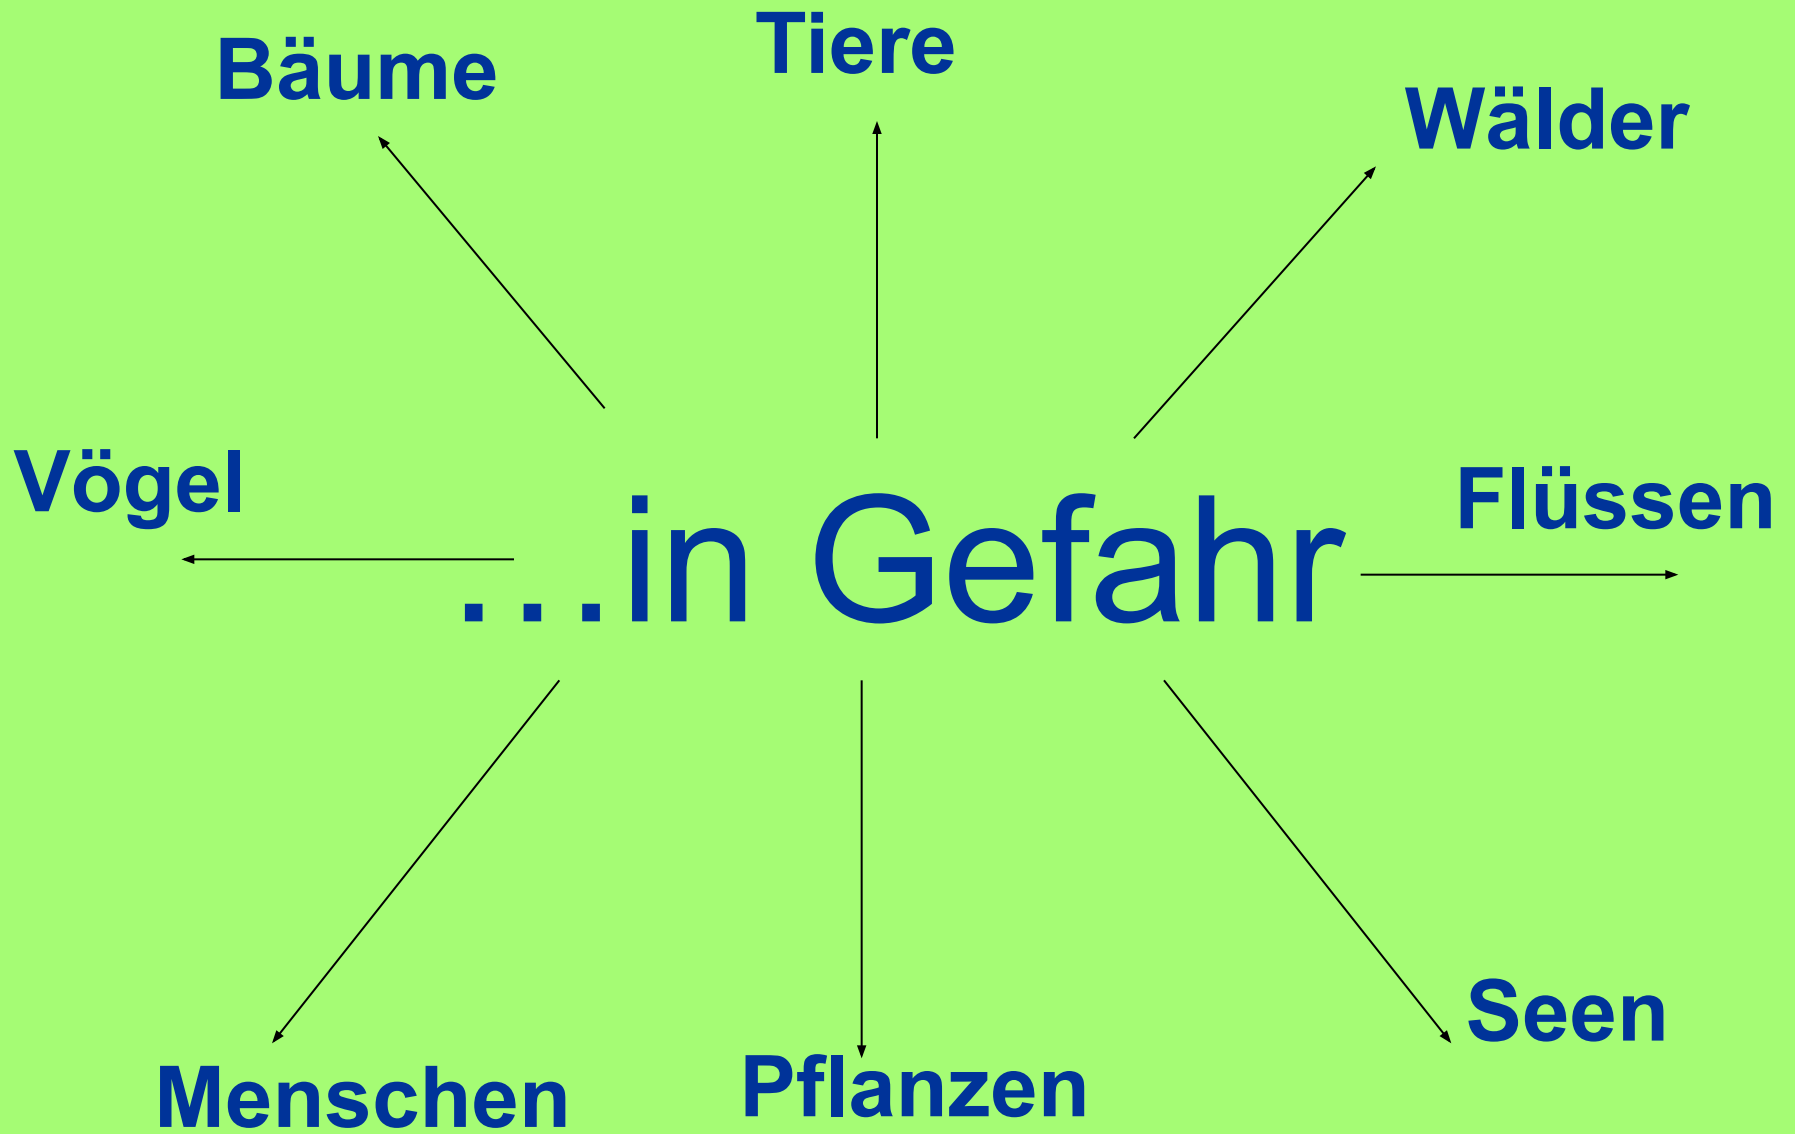 Bäume
Tiere
Wälder
Vögel
Flüssen
…in Gefahr
Seen
Menschen
Pflanzen